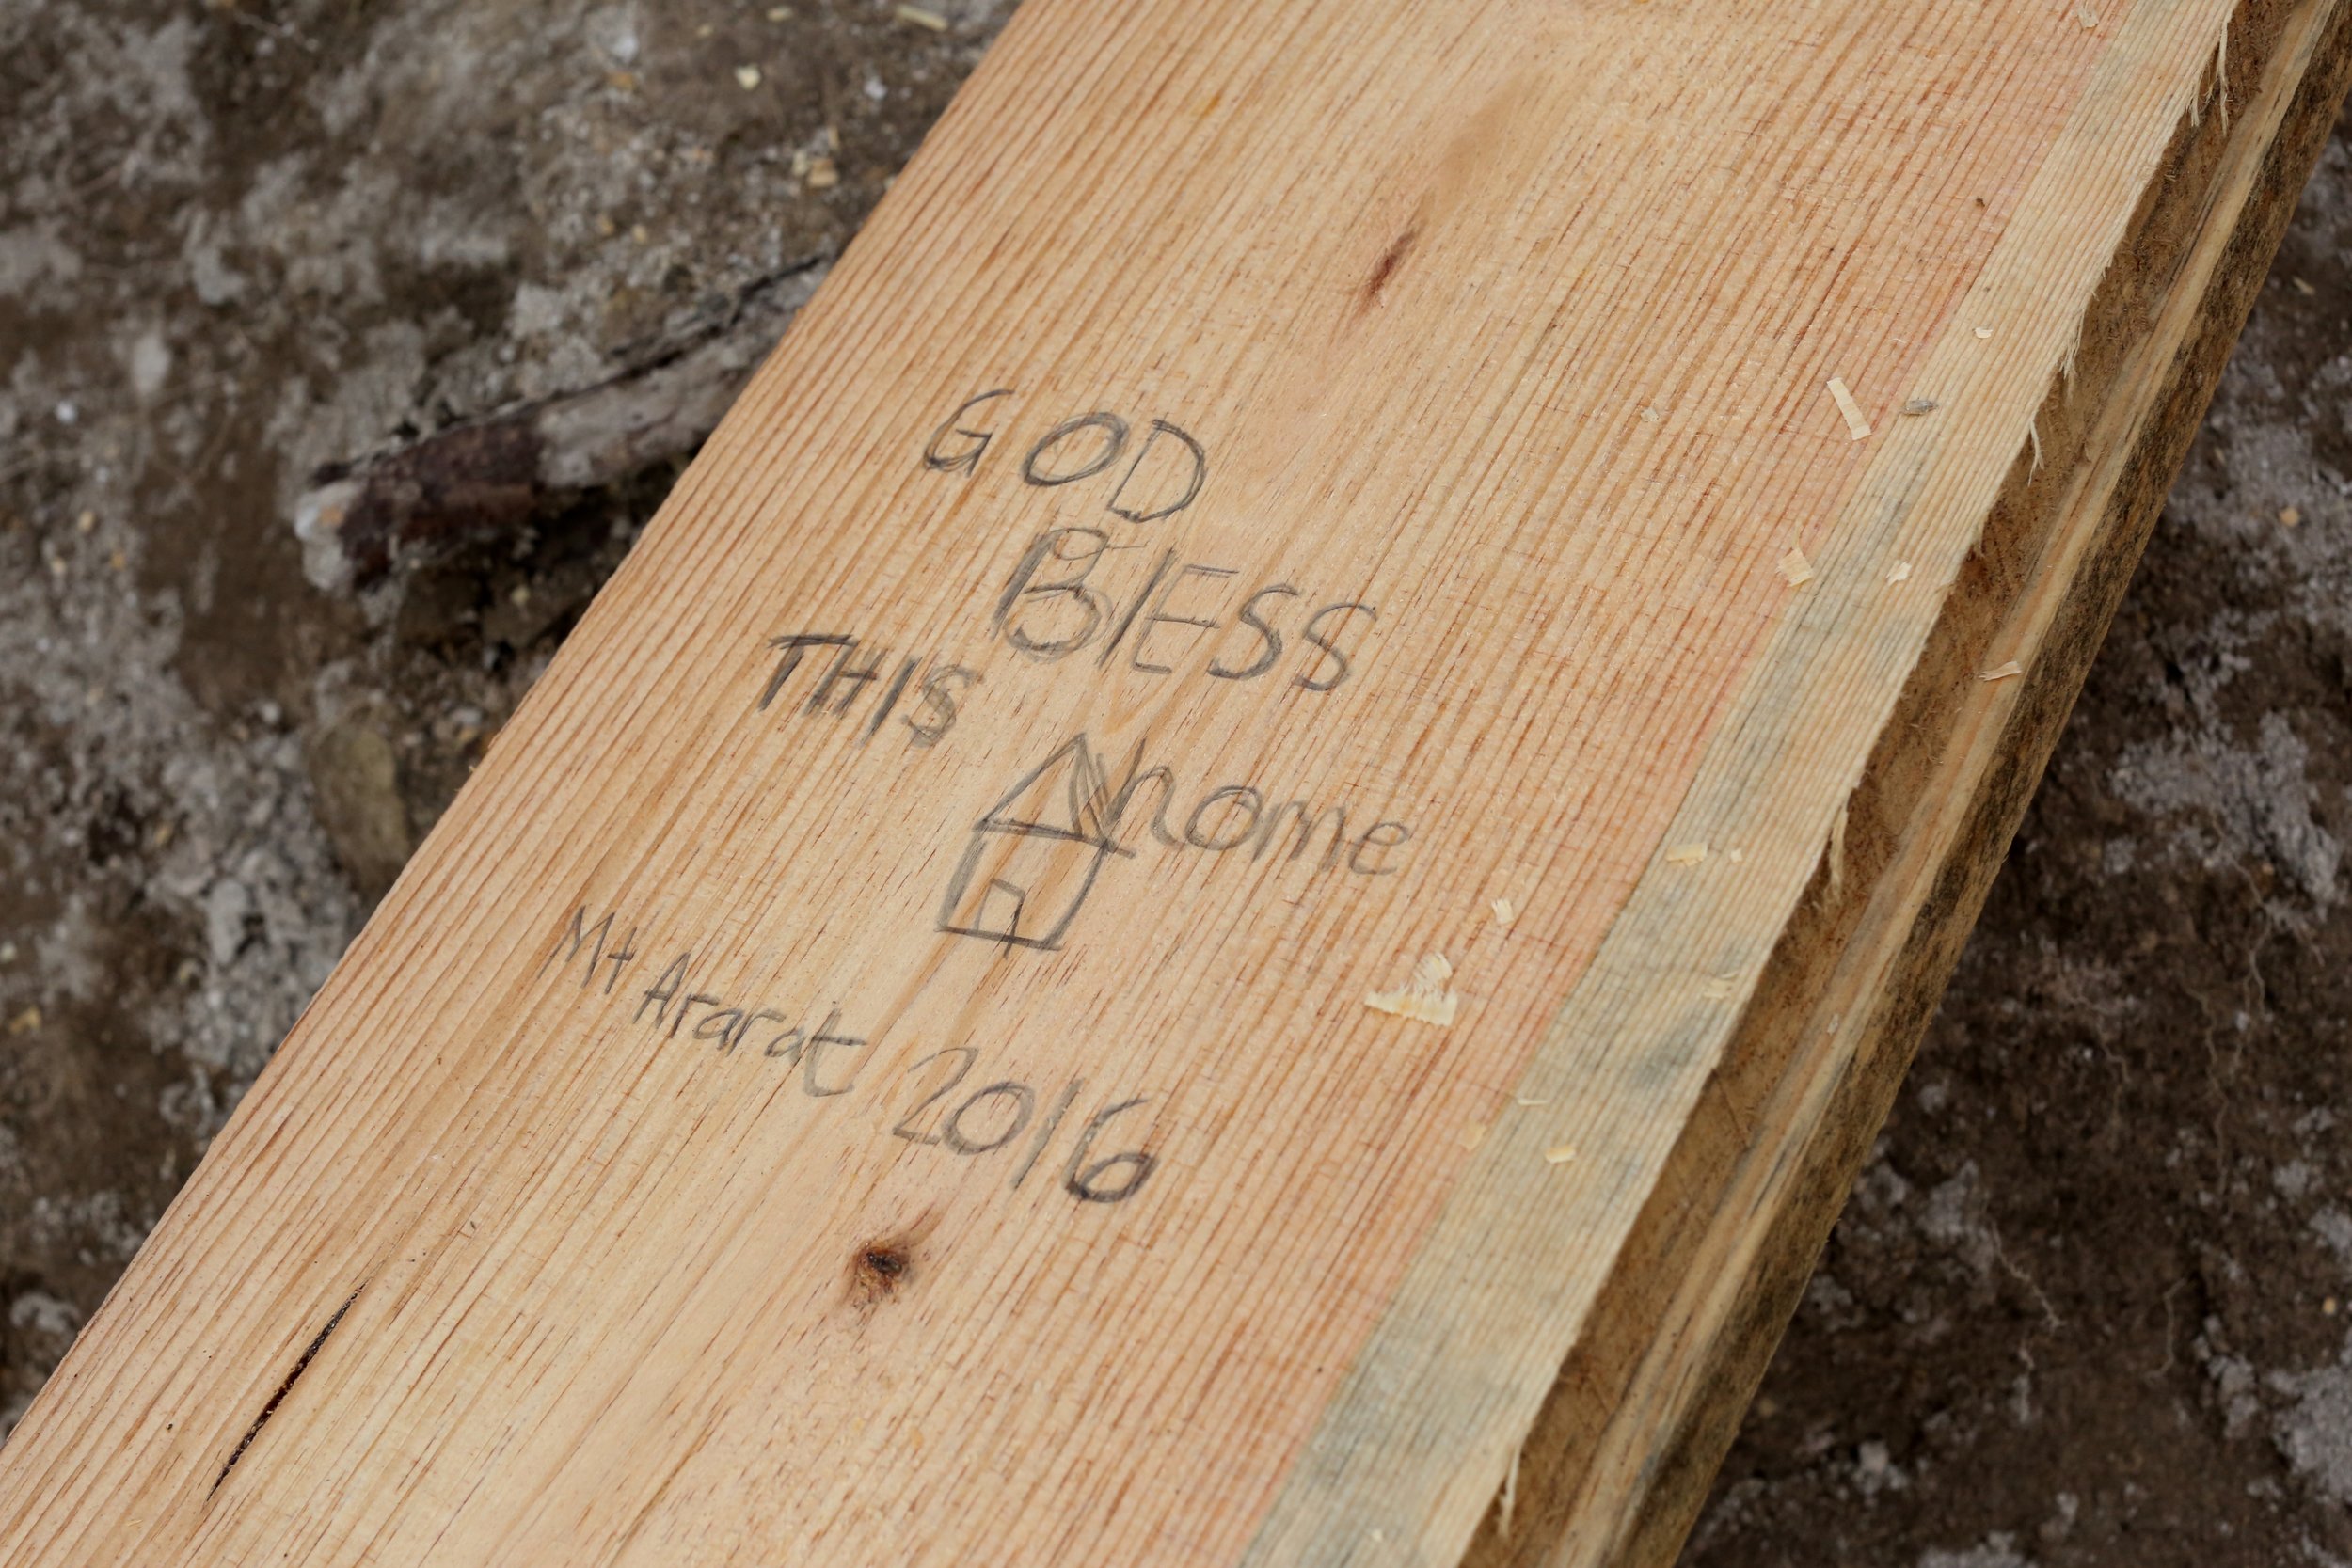 GOD
BlESS
THIS
home
Mt Ararat 2016